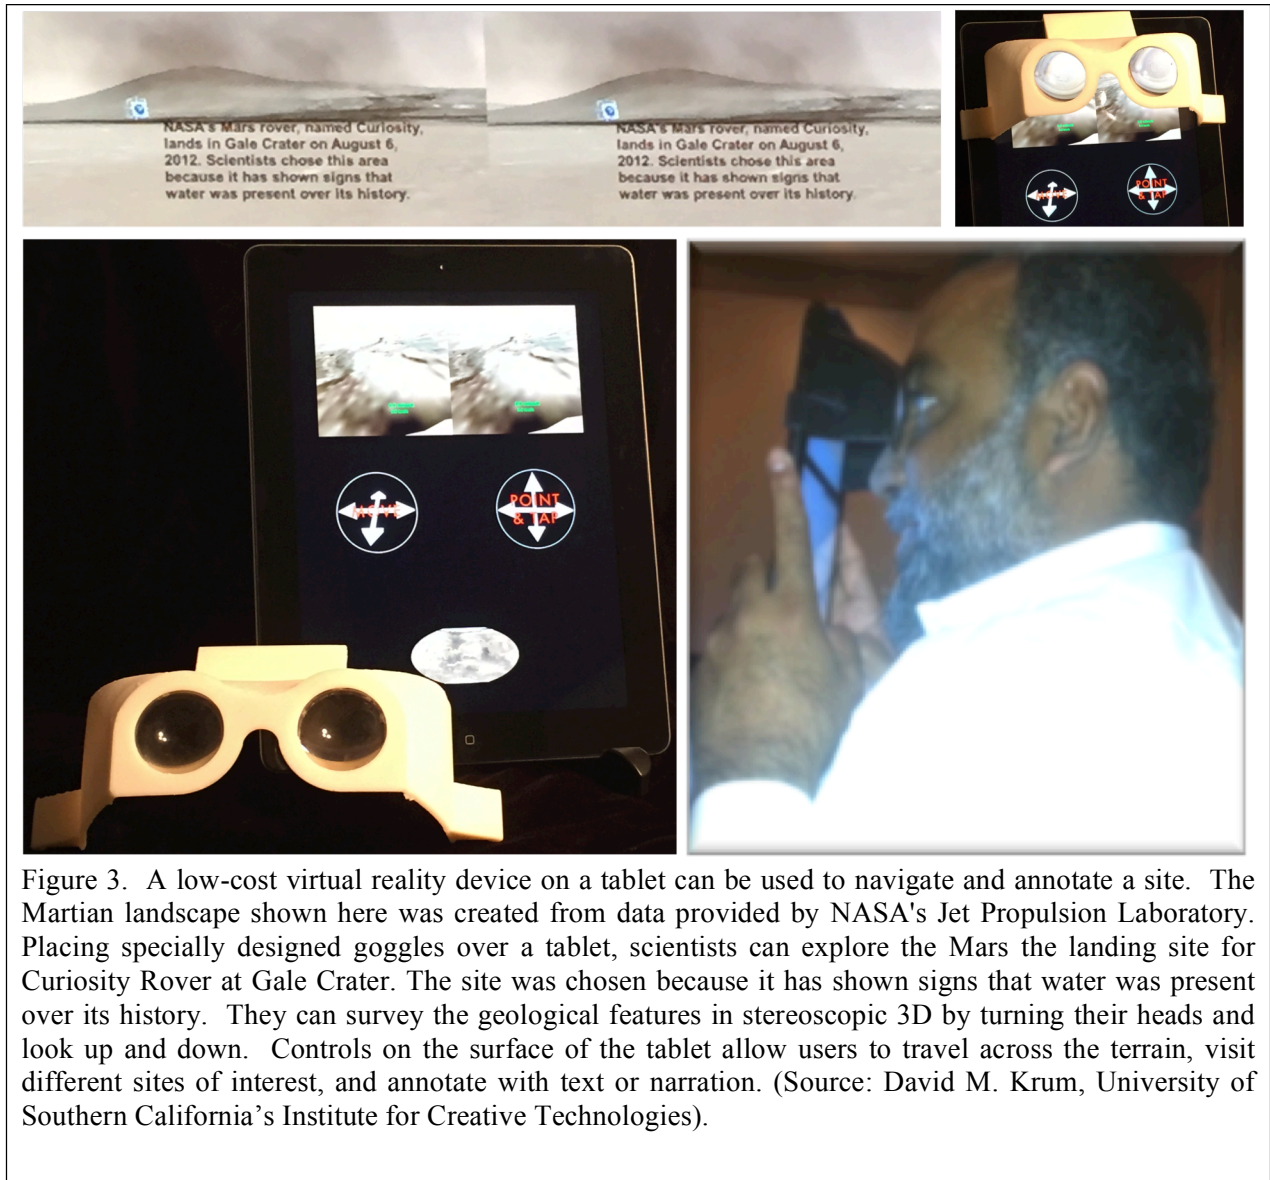 NASA's Mars rover, named Curiosity,
lands in Gale Crater on August 6,
2012. Scientists chose this area
because it has shown signs that
water was present over its history.
NASA's Mars rover, named Curiosity,
lands in Gale Crater on August 6,
2012. Scientists chose this area
because it has shown signs that
water was present over its history.
MOVE
POINT
& TAP
MOVE
POINT
& TAP
Figure 3.  A low-cost virtual reality device on a tablet can be used to navigate and annotate a site.  The
Martian landscape shown here was created from data provided by NASA's Jet Propulsion Laboratory.
Placing specially designed goggles over a tablet, scientists can explore the Mars the landing site for
Curiosity Rover at Gale Crater. The site was chosen because it has shown signs that water was present
over its history.  They can survey the geological features in stereoscopic 3D by turning their heads and
look up and down.  Controls on the surface of the tablet allow users to travel across the terrain, visit
different sites of interest, and annotate with text or narration. (Source: David M. Krum, University of
Southern California’s Institute for Creative Technologies).